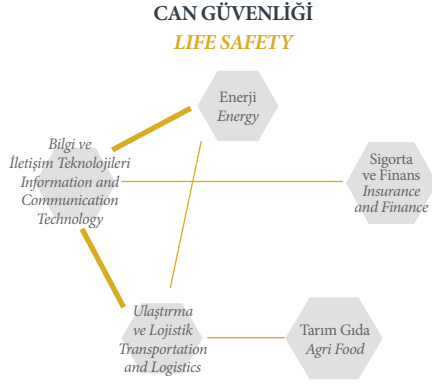 CAN GÜVENLİĞİ
LIFE SAFETY
Enerji
Energy
Bilgi ve
İletişim Teknolojileri
Information and
Communication
Technology
Sigorta
ve Finans
Insurance
and Finance
Ulaştırma
ve Lojistik
Transportation
and Logistics
Tarım Gıda
Agri Food